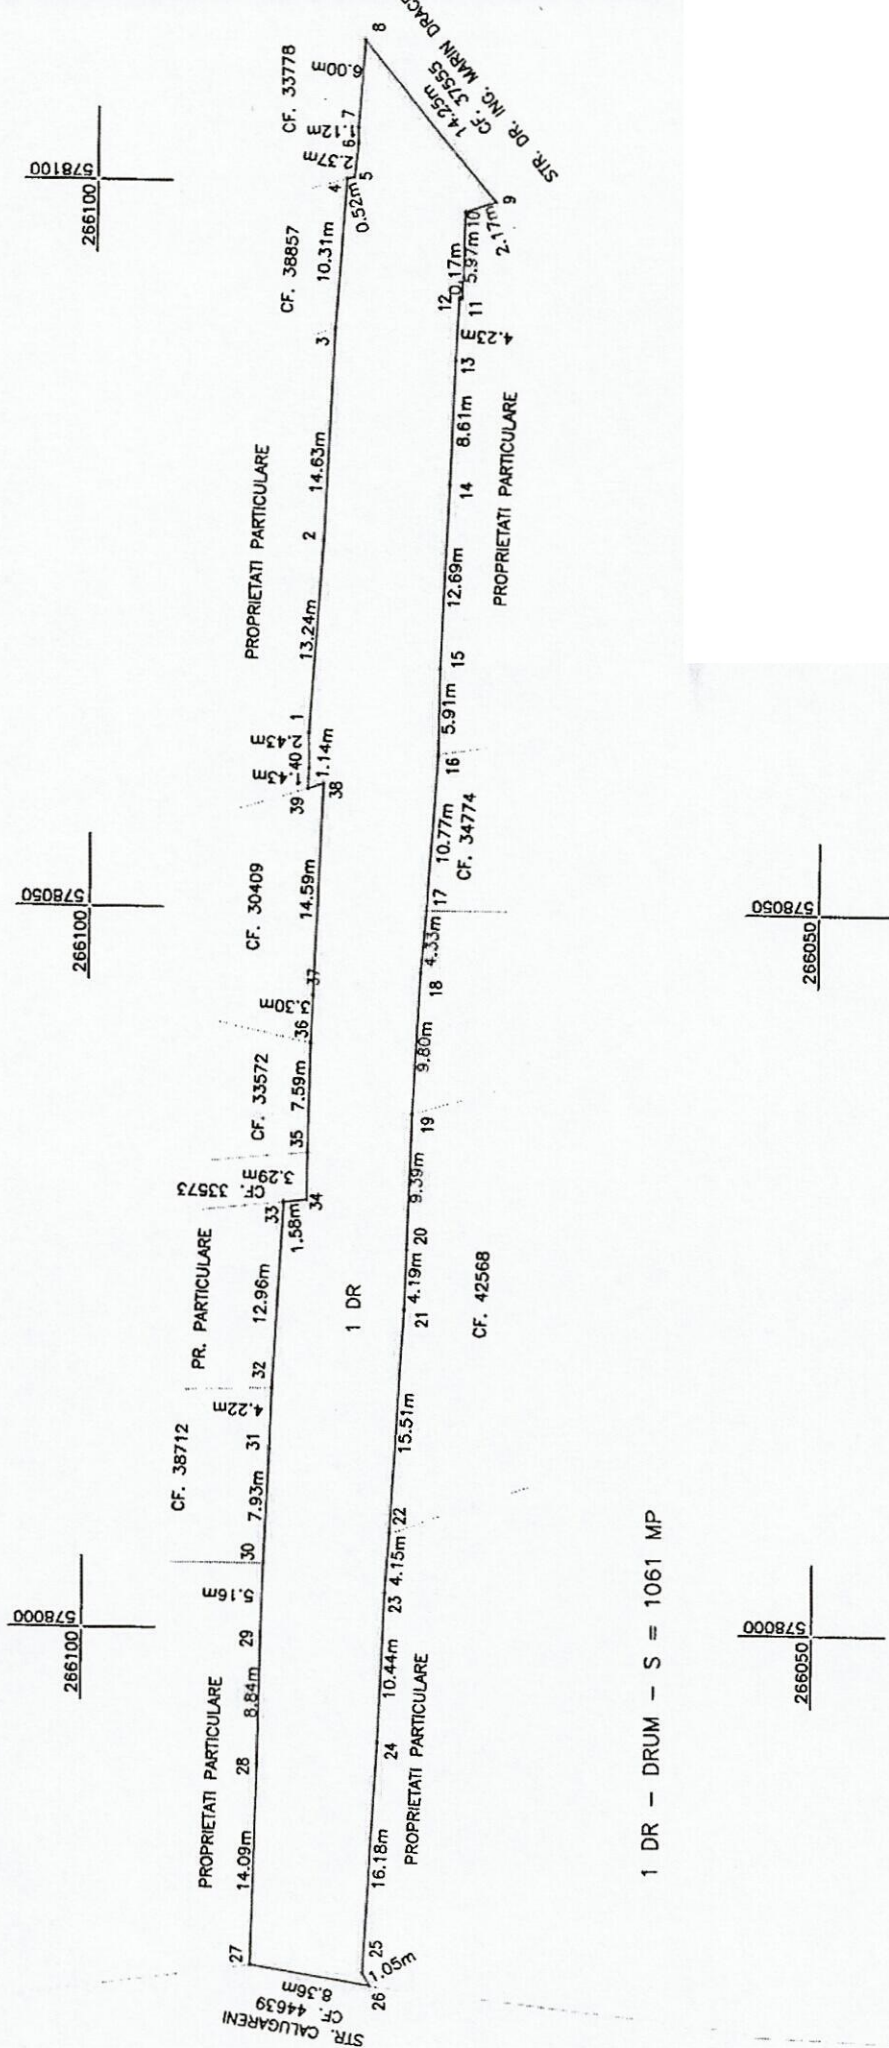 8
STR. DR. ING. MARIN
CF. 37555
14.25m
CF. 33778
6.00m
7
1.12m
6
2.37m
5
4
0.52m
578100
266100
9
2.17m
10
5.97m
0.17m
12
11
4.23m
13
CF. 38857
10.31m
3
8.61m
14
PROPRIETATI PARTICULARE
14.63m
2
PROPRIETATI PARTICULARE
13.24m
12.69m
15
5.91m
16
1
2.43m
40
1.43m
39
1.14m
38
10.77m
CF. 34774
17
CF. 30409
14.59m
37
578050
266100
578050
266050
4.33m
18
3.30m
36
9.80m
19
CF. 33572
7.59m
35
3.29m
CF. 33573
34
33
1.58m
9.39m
20
4.19m
21
CF. 42568
PR. PARTICULARE
12.96m
32
1 DR
4.22m
31
CF. 38712
7.93m
30
15.51m
22
4.15m
23
5.16m
29
578000
266100
578000
266050
8.84m
28
10.44m
24
PROPRIETATI PARTICULARE
14.09m
27
PROPRIETATI PARTICULARE
16.18m
25
1.05m
26
8.36m
CF. 44639
STR. CALUGARENI
1 DR - DRUM - S = 1061 MP